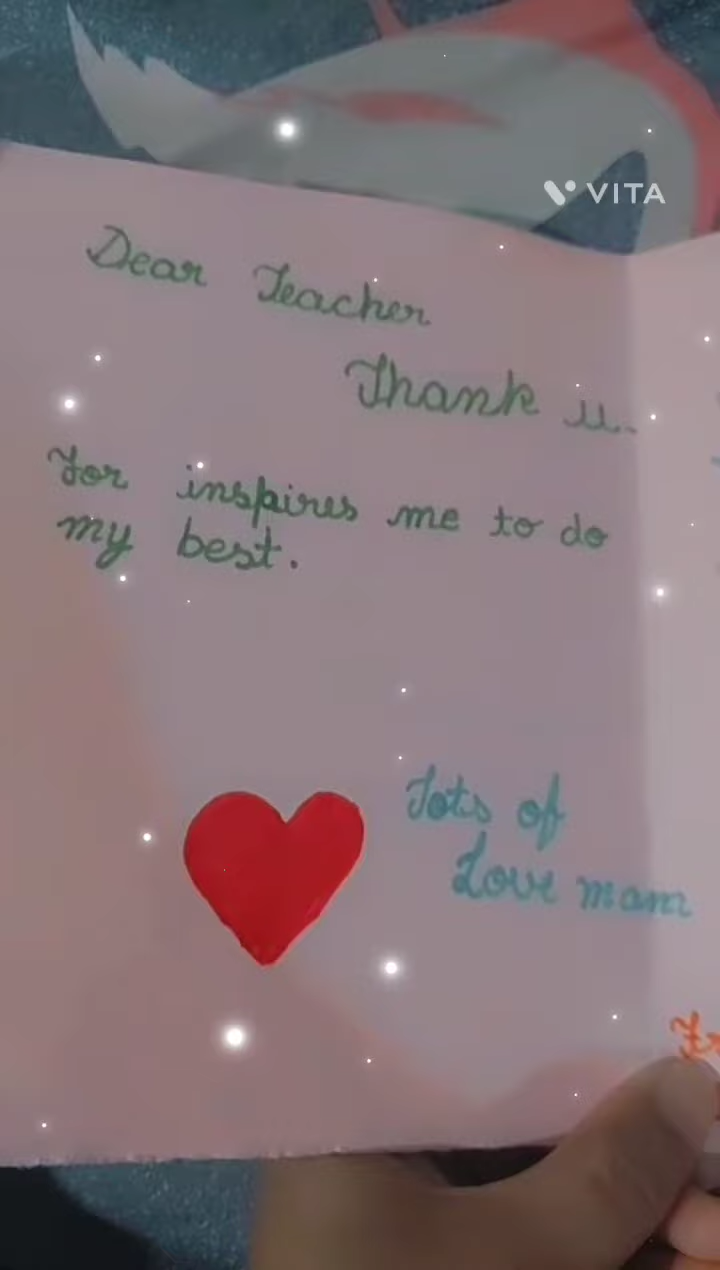 VITA
Dear Teacher
Thank u.
For inspires me to do
my best.
Lots of
Love mam